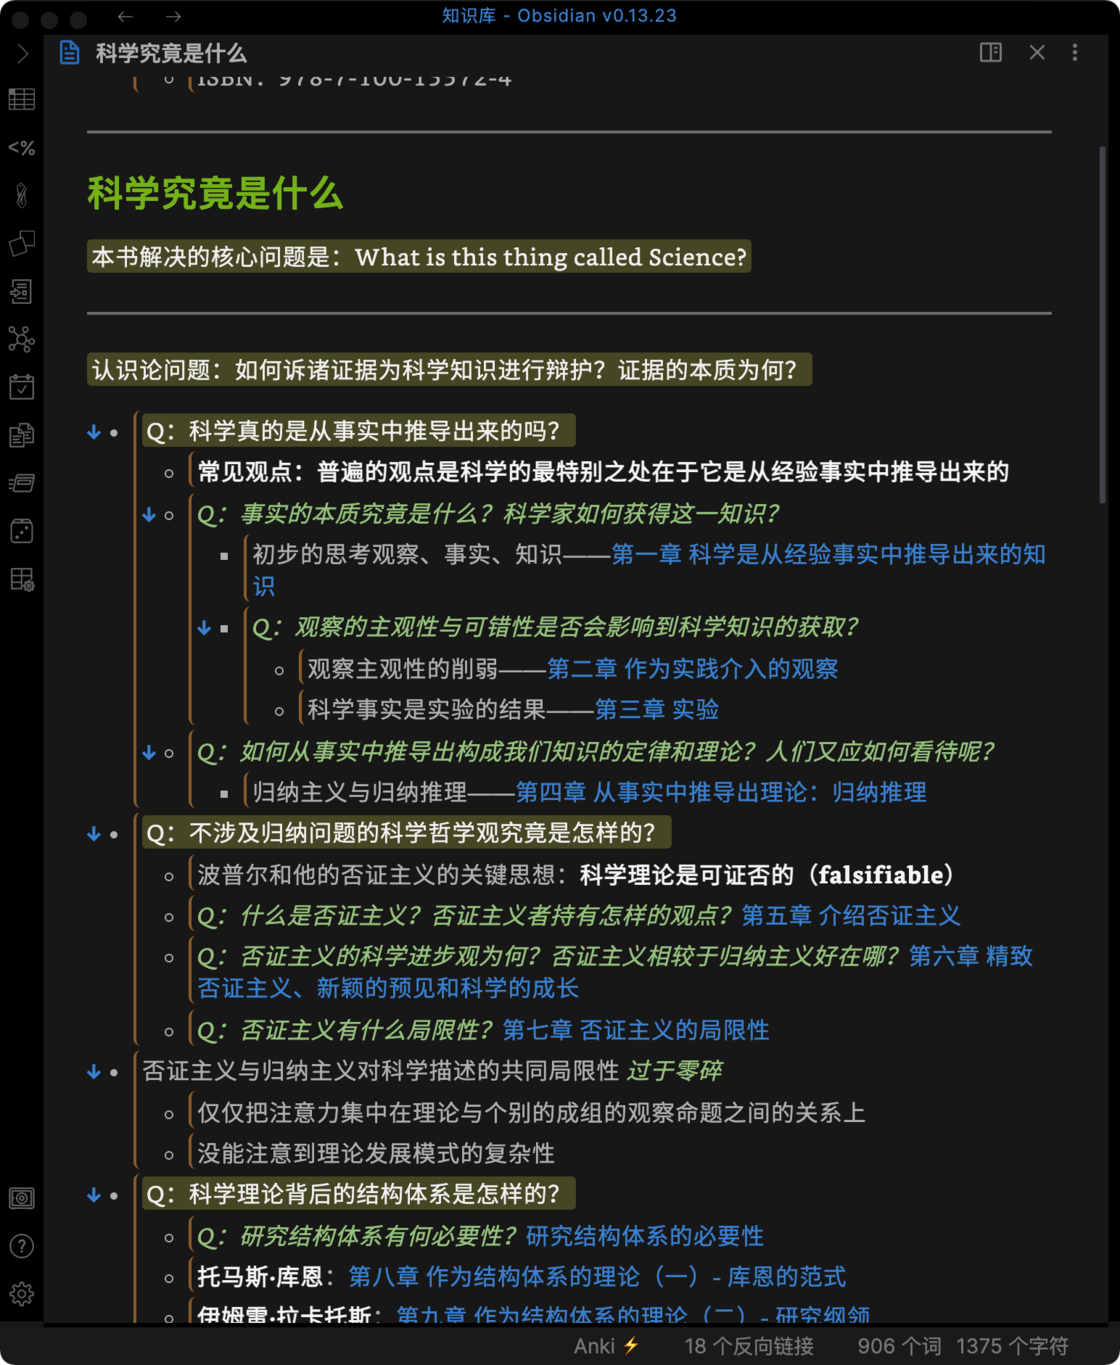 知识库 - Obsidian v0.13.23
科学究竟是什么
ISBN：978-7-100-15572-4
科学究竟是什么
本书解决的核心问题是：What is this thing called Science?
认识论问题：如何诉诸证据为科学知识进行辩护？证据的本质为何？
Q：科学真的是从事实中推导出来的吗？
常见观点：普遍的观点是科学的最特别之处在于它是从经验事实中推导出来的
Q：事实的本质究竟是什么？科学家如何获得这一知识？
初步的思考观察、事实、知识——第一章 科学是从经验事实中推导出来的知
识
Q：观察的主观性与可错性是否会影响到科学知识的获取？
观察主观性的削弱——第二章 作为实践介入的观察
科学事实是实验的结果——第三章 实验
Q：如何从事实中推导出构成我们知识的定律和理论？人们又应如何看待呢？
归纳主义与归纳推理——第四章 从事实中推导出理论：归纳推理
Q：不涉及归纳问题的科学哲学观究竟是怎样的？
波普尔和他的否证主义的关键思想：科学理论是可证否的（falsifiable）
Q：什么是否证主义？否证主义者持有怎样的观点？第五章 介绍否证主义
Q：否证主义的科学进步观为何？否证主义相较于归纳主义好在哪？第六章 精致
否证主义、新颖的预见和科学的成长
Q：否证主义有什么局限性？第七章 否证主义的局限性
否证主义与归纳主义对科学描述的共同局限性 过于零碎
仅仅把注意力集中在理论与个别的成组的观察命题之间的关系上
没能注意到理论发展模式的复杂性
Q：科学理论背后的结构体系是怎样的？
Q：研究结构体系有何必要性？研究结构体系的必要性
托马斯·库恩：第八章 作为结构体系的理论（一）- 库恩的范式
伊姆雷·拉卡托斯：第九章 作为结构体系的理论（二）- 研究纲领
Anki⚡ 18 个反向链接 906 个词 1375 个字符